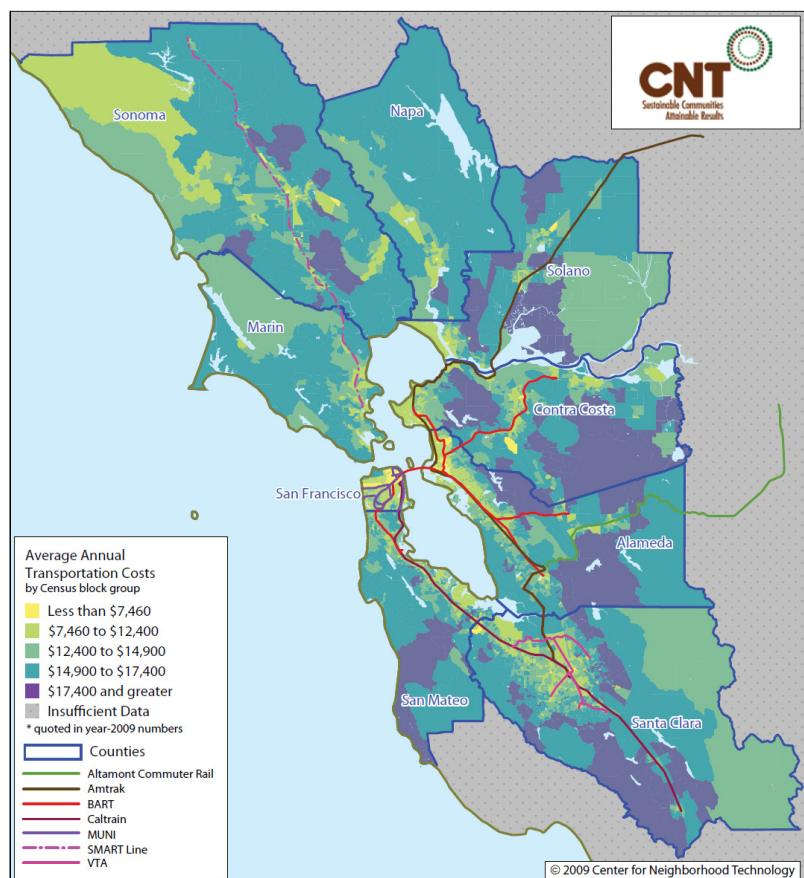 CNT
Sustainable Communities
Attainable Results
Sonoma
Napa
Solano
Marin
Contra Costa
San Francisco
Alameda
San Mateo
Santa Clara
Average Annual
Transportation Costs
by Census block group
Less than $7,460
$7,460 to $12,400
$12,400 to $14,900
$14,900 to $17,400
$17,400 and greater
Insufficient Data
* quoted in year-2009 numbers
Counties
Altamont Commuter Rail
Amtrak
BART
Caltrain
MUNI
SMART Line
VTA
© 2009 Center for Neighborhood Technology